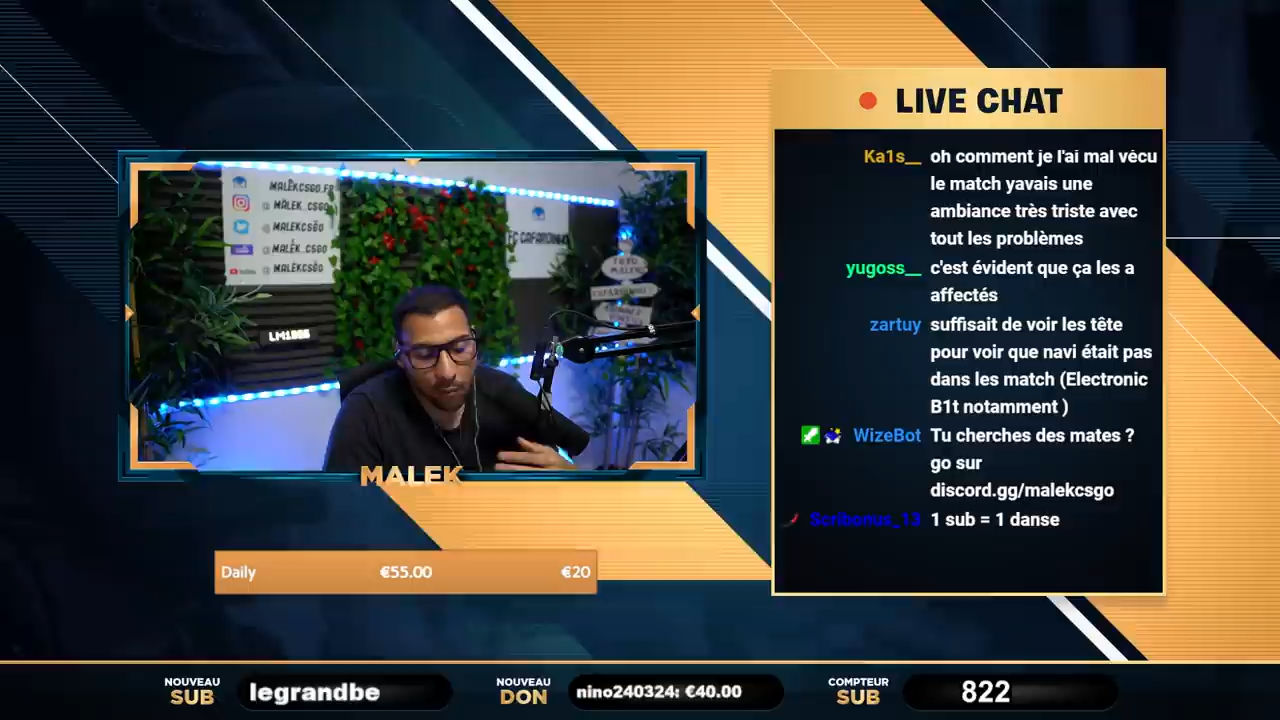 LIVE CHAT
Ka1s__ oh comment je l'ai mal vécu
le match yavais une
ambiance très triste avec
tout les problèmes
yugoss__ c'est évident que ça les a
affectés
zartuy suffisait de voir les tête
pour voir que navi était pas
dans les match (Electronic
B1t notamment )
WizeBot Tu cherches des mates ?
go sur
discord.gg/malekcsgo
Scribonus_13 1 sub = 1 danse
MALEKCSGO.FR
@ MALEK_CSGO
@ MALEKCSGO
@ MALEK_CSGO
@ MALEKCSGO
LM1886
TOTO
MALEK
MALEK
Daily €55.00 €20
NOUVEAU
SUB
legrandbe
NOUVEAU
DON
nino240324: €40.00
COMPTEUR
SUB
822